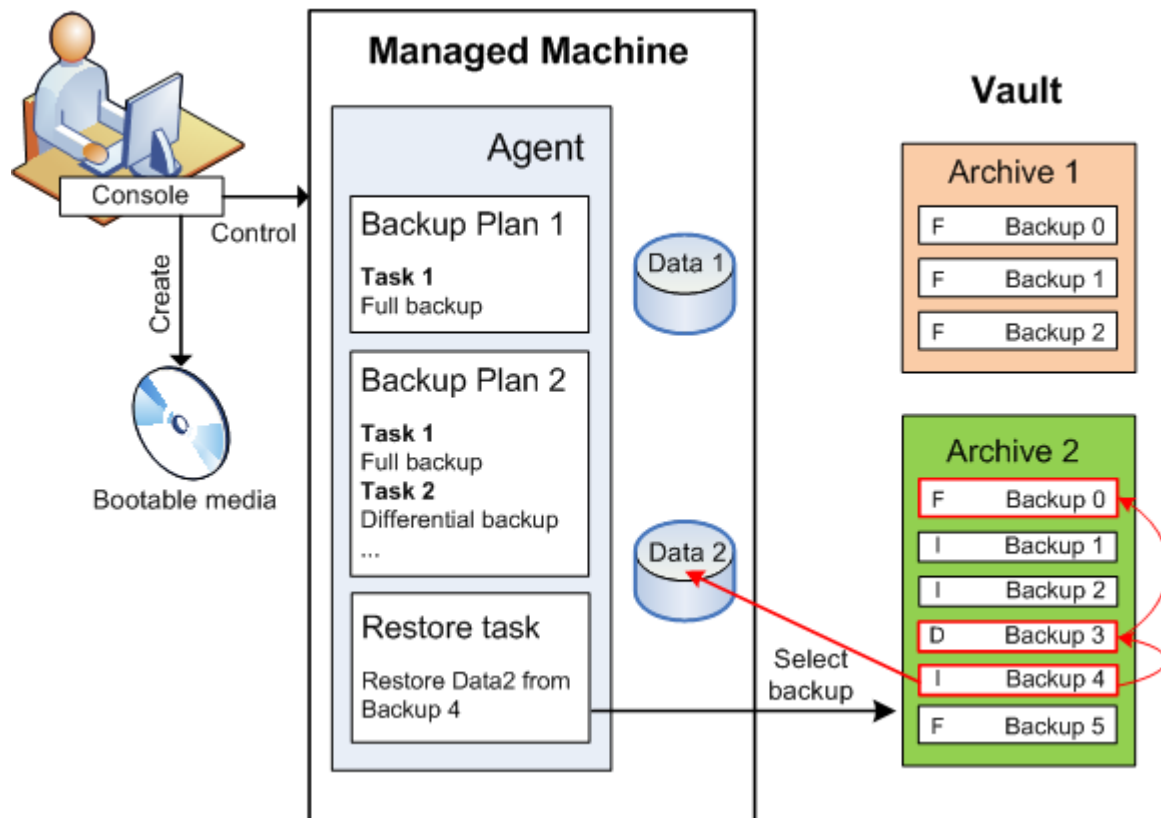 Console
Control
Create
Bootable media
Managed Machine
Agent
Backup Plan 1
Task 1
Full backup
Backup Plan 2
Task 1
Full backup
Task 2
Differential backup
...
Restore task
Restore Data2 from
Backup 4
Data 1
Data 2
Select
backup
Vault
Archive 1
F Backup 0
F Backup 1
F Backup 2
Archive 2
F Backup 0
I Backup 1
I Backup 2
D Backup 3
I Backup 4
F Backup 5